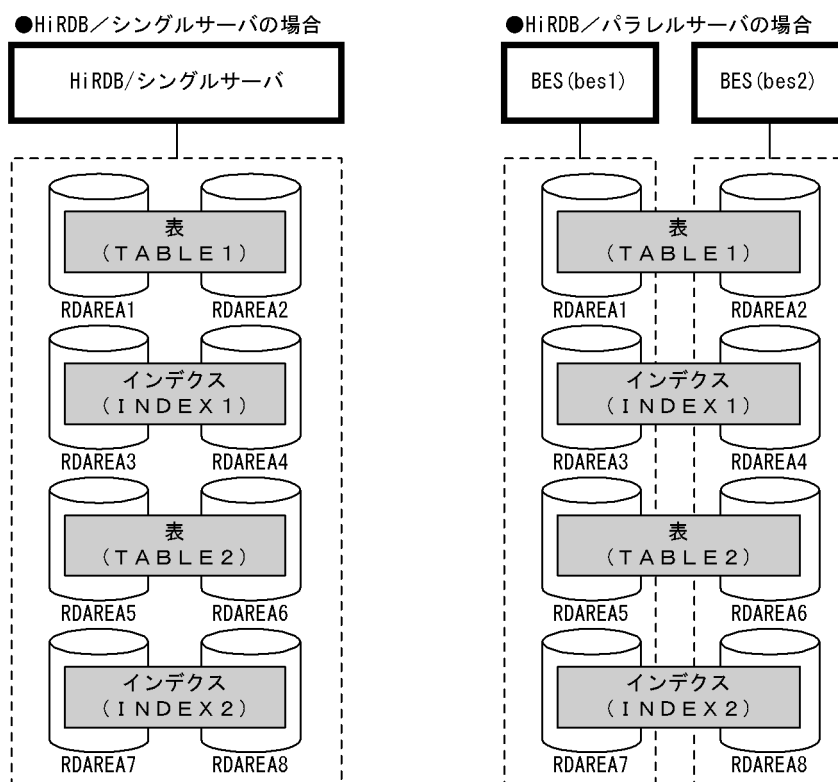 ●HiRDB／シングルサーバの場合
HiRDB/シングルサーバ
表
(TABLE1)
RDAREA1 RDAREA2
インデクス
(INDEX1)
RDAREA3 RDAREA4
表
(TABLE2)
RDAREA5 RDAREA6
インデクス
(INDEX2)
RDAREA7 RDAREA8
●HiRDB／パラレルサーバの場合
BES(bes1) BES(bes2)
表
(TABLE1)
RDAREA1 RDAREA2
インデクス
(INDEX1)
RDAREA3 RDAREA4
表
(TABLE2)
RDAREA5 RDAREA6
インデクス
(INDEX2)
RDAREA7 RDAREA8